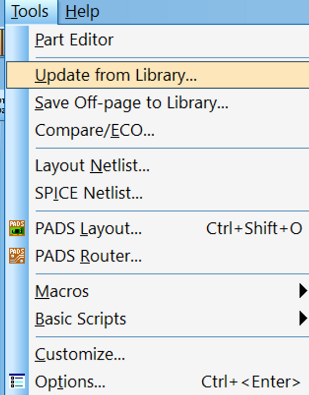 Tools Help
Part Editor
Update from Library...
Save Off-page to Library...
Compare/ECO...
Layout Netlist...
SPICE Netlist...
PADS Layout... Ctrl+Shift+O
PADS Router...
Macros
Basic Scripts
Customize...
Options... Ctrl+<Enter>